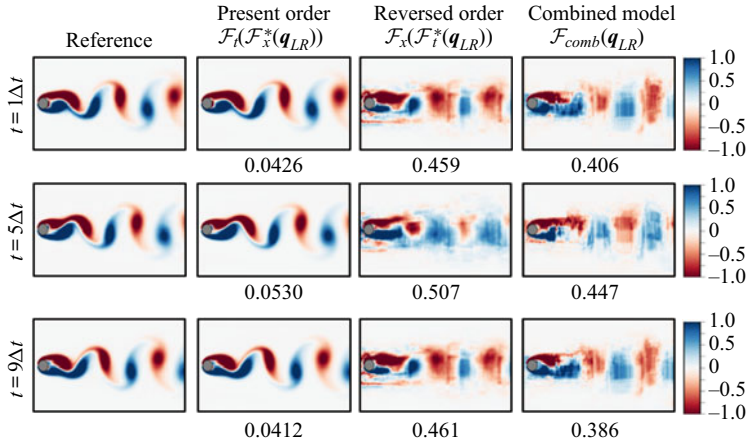 Reference
Present order
ℱt(ℱ*x(qLR))
Reversed order
ℱx(ℱ*t(qLR))
Combined model
ℱcomb(qLR)
t = 1Δt
1.0
0.5
0
−0.5
−1.0
0.0426
0.459
0.406
t = 5Δt
1.0
0.5
0
−0.5
−1.0
0.0530
0.507
0.447
t = 9Δt
1.0
0.5
0
−0.5
−1.0
0.0412
0.461
0.386